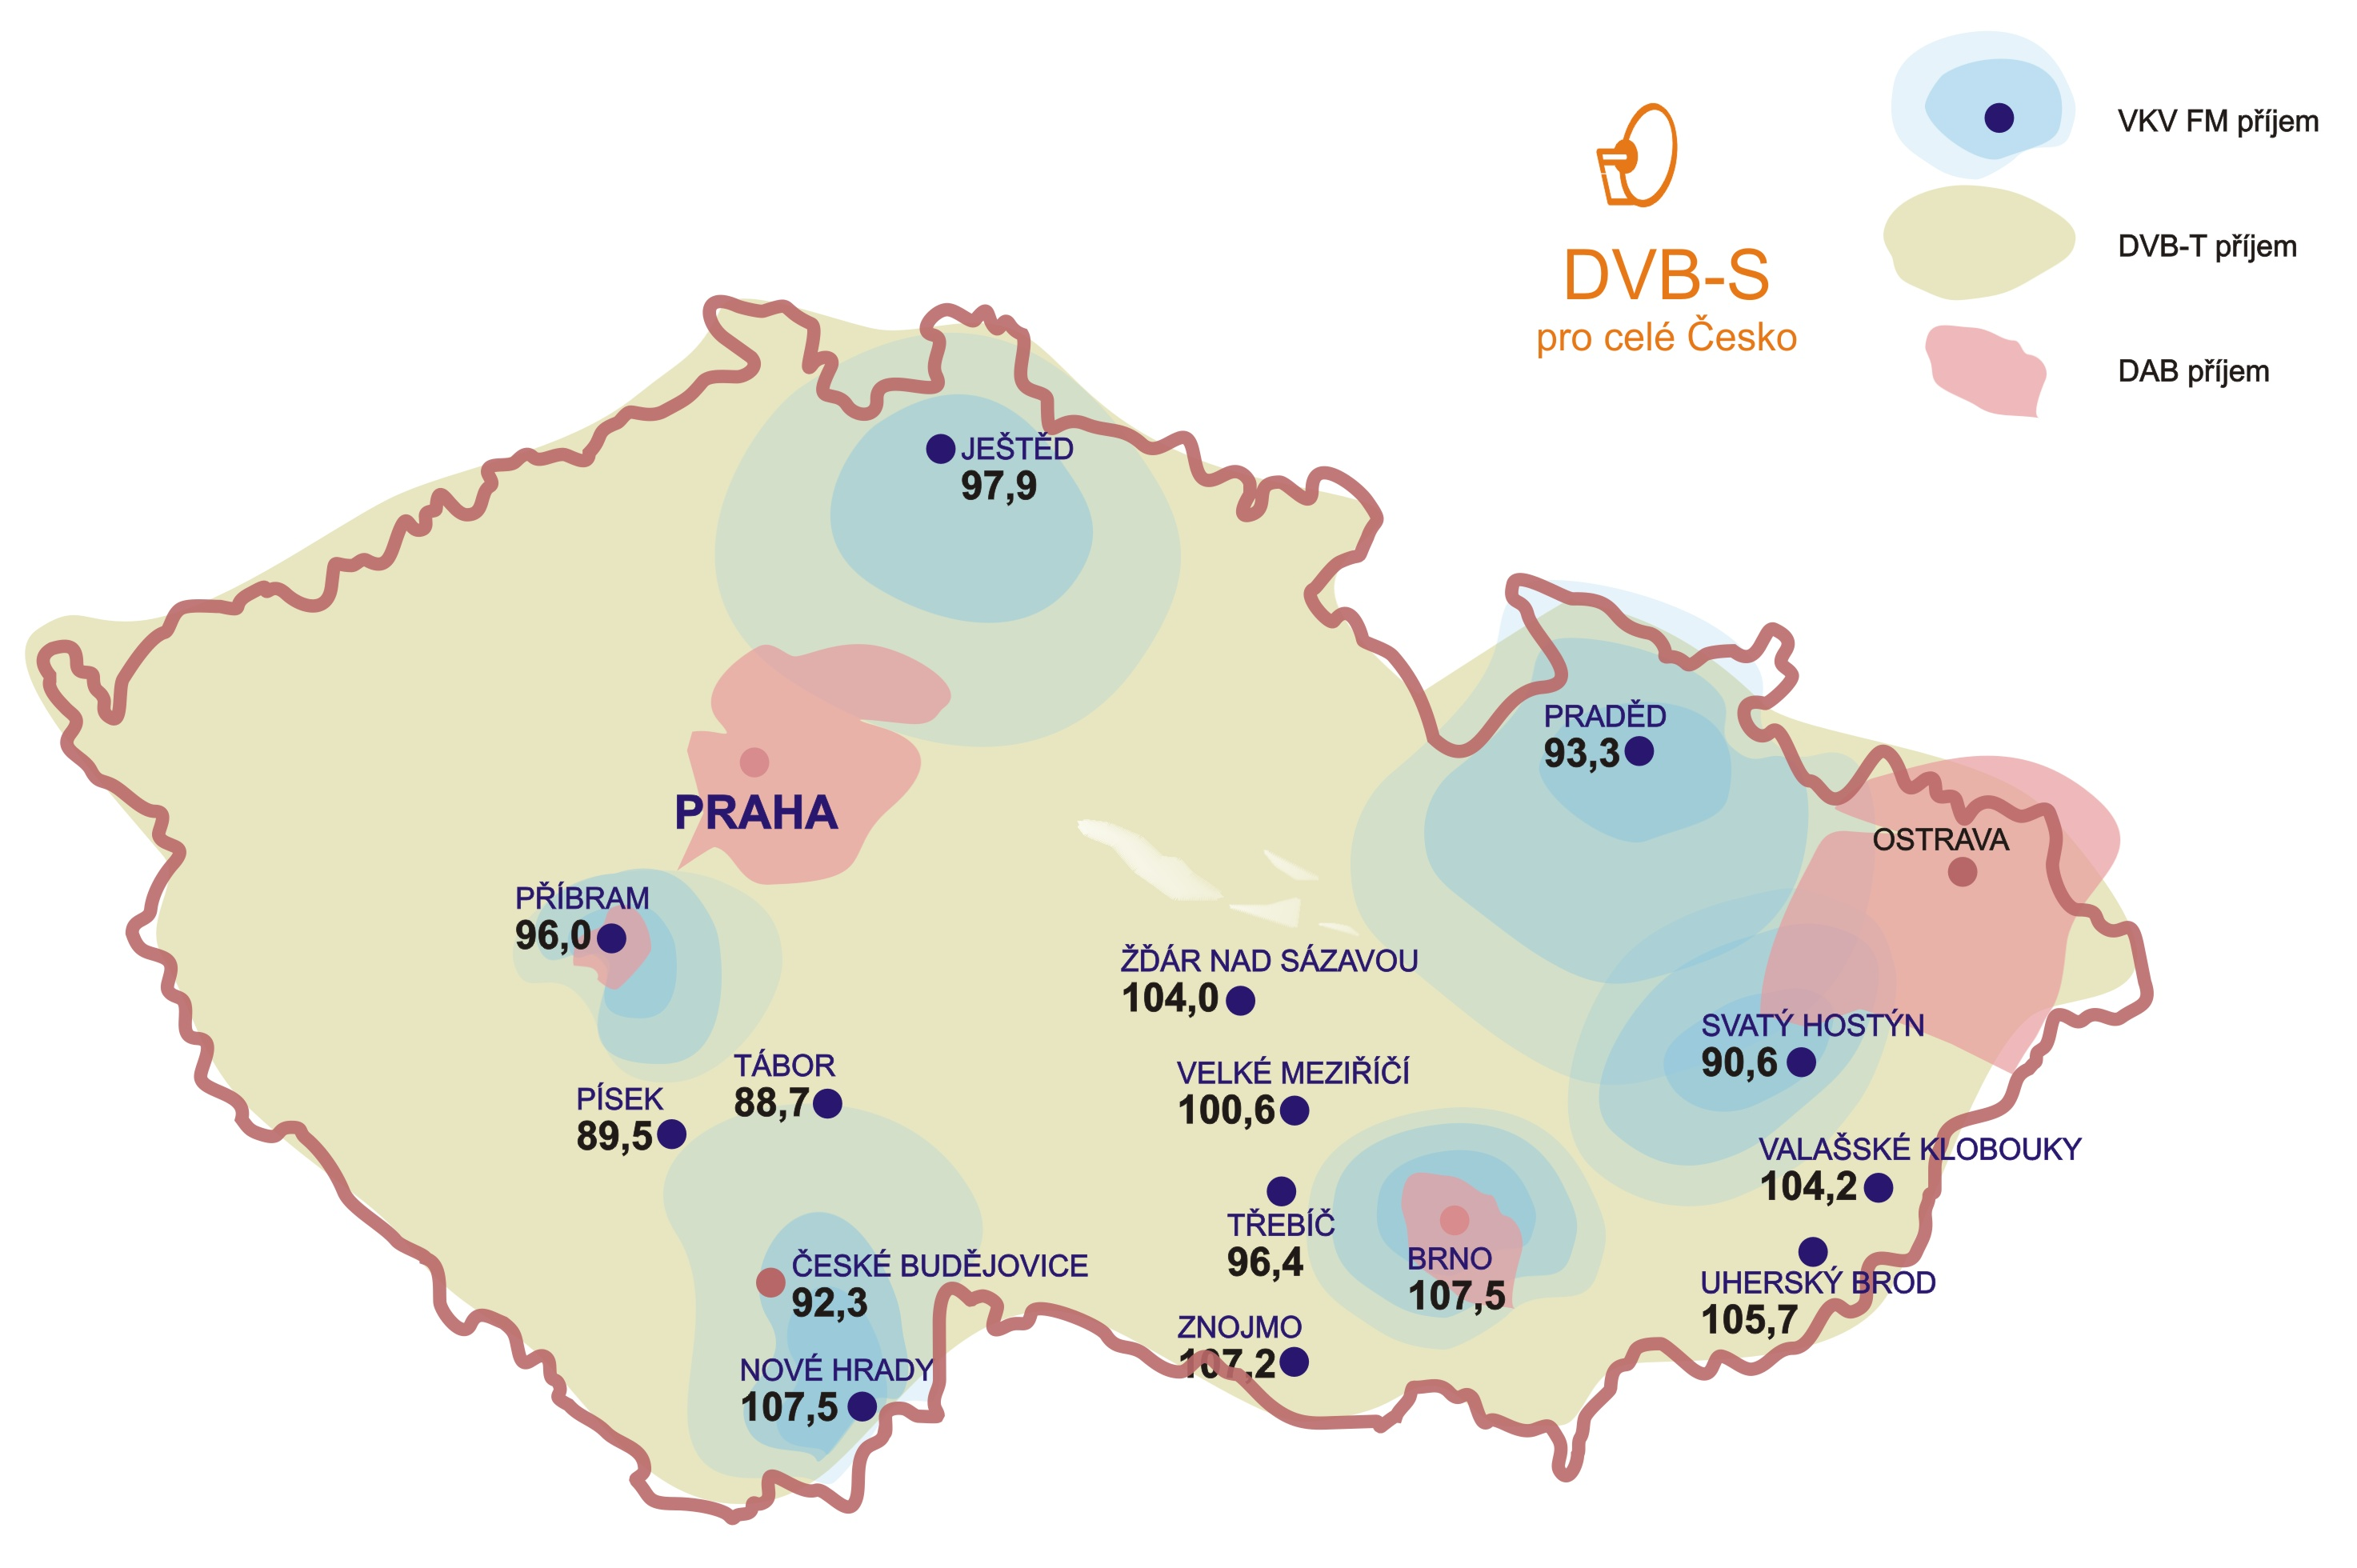 VKV FM příjem
DVB-T příjem
DAB příjem
DVB-S
pro celé Česko
JEŠTĚD
97,9
PRADĚD
93,3
PRAHA
OSTRAVA
PŘÍBRAM
96,0
ŽĎÁR NAD SÁZAVOU
104,0
SVATÝ HOSTÝN
90,6
TÁBOR
88,7
VELKÉ MEZIŘÍČÍ
100,6
PÍSEK
89,5
VALAŠSKÉ KLOBOUKY
104,2
TŘEBÍČ
96,4
BRNO
107,5
ČESKÉ BUDĚJOVICE
92,3
UHERSKÝ BROD
105,7
ZNOJMO
107,2
NOVÉ HRADY
107,5